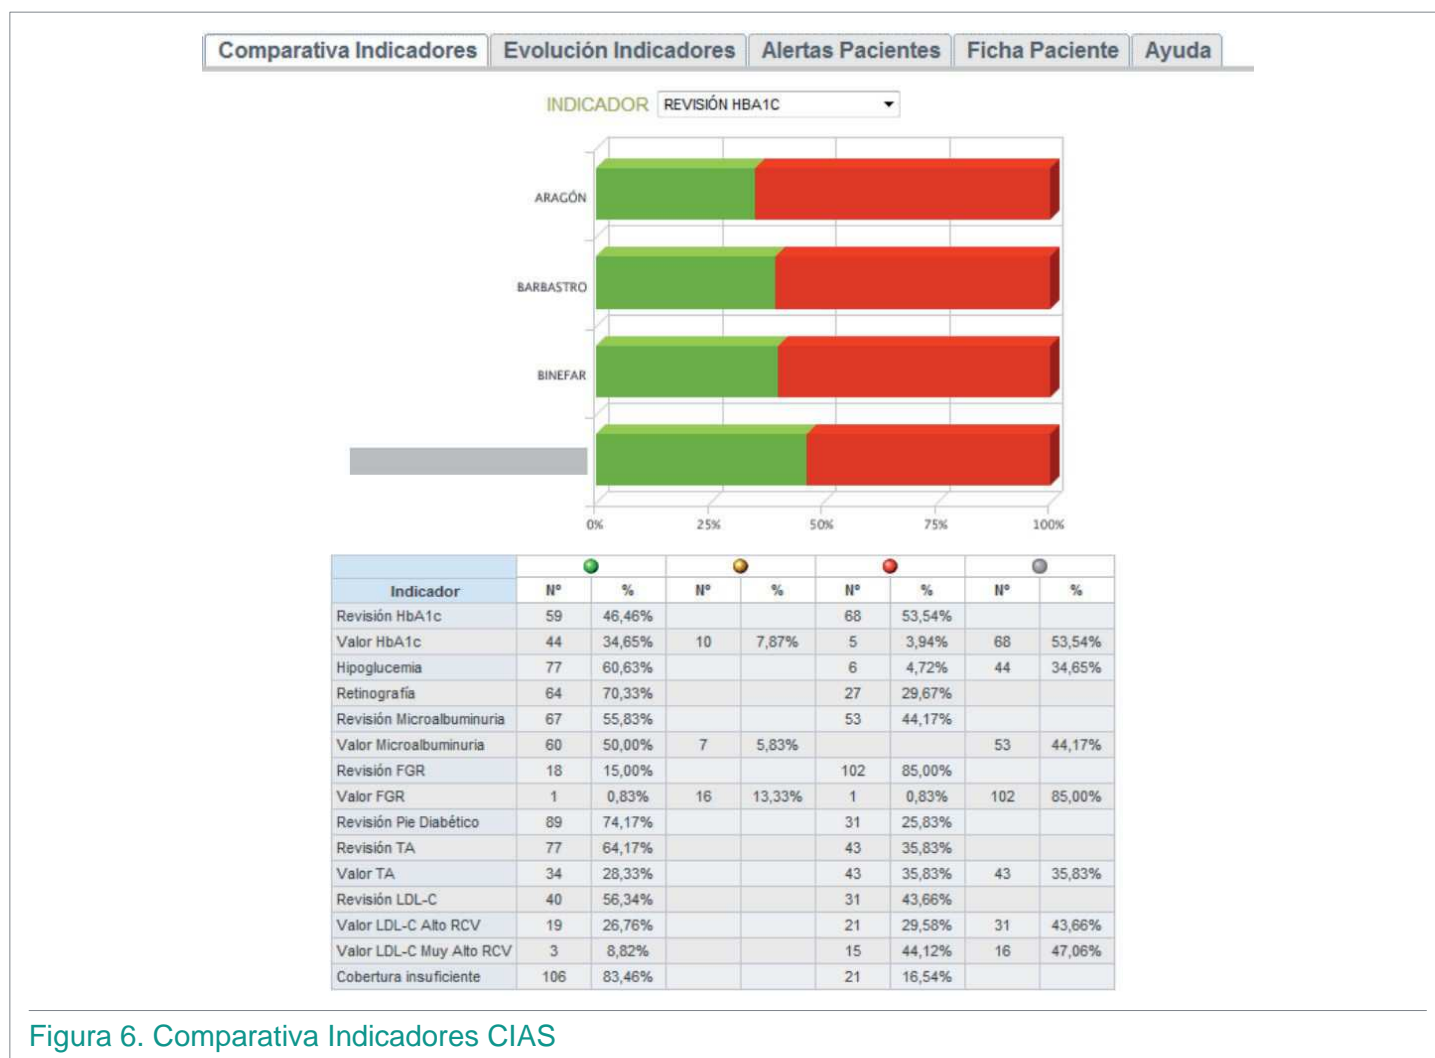 Comparativa Indicadores Evolución Indicadores Alertas Pacientes Ficha Paciente Ayuda
INDICADOR REVISIÓN HBA1C
ARAGÓN
BARBASTRO
BINEFAR
0% 25% 50% 75% 100%
Indicador Nº % Nº % Nº % Nº %
Revisión HbA1c 59 46,46% 68 53,54%
Valor HbA1c 44 34,65% 10 7,87% 5 3,94% 68 53,54%
Hipoglucemia 77 60,63% 6 4,72% 44 34,65%
Retinografía 64 70,33% 27 29,67%
Revisión Microalbuminuria 67 55,83% 53 44,17%
Valor Microalbuminuria 60 50,00% 7 5,83% 53 44,17%
Revisión FGR 18 15,00% 102 85,00%
Valor FGR 1 0,83% 16 13,33% 1 0,83% 102 85,00%
Revisión Pie Diabético 89 74,17% 31 25,83%
Revisión TA 77 64,17% 43 35,83%
Valor TA 34 28,33% 43 35,83% 43 35,83%
Revisión LDL-C 40 56,34% 31 43,66%
Valor LDL-C Alto RCV 19 26,76% 21 29,58% 31 43,66%
Valor LDL-C Muy Alto RCV 3 8,82% 15 44,12% 16 47,06%
Cobertura insuficiente 106 83,46% 21 16,54%
Figura 6. Comparativa Indicadores CIAS